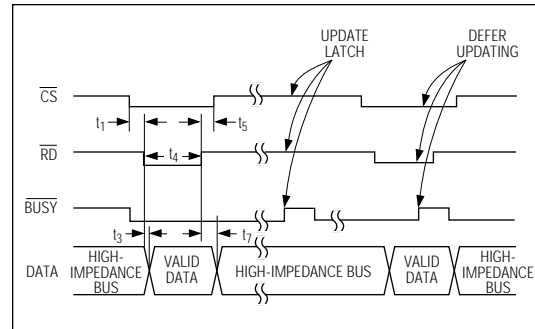 UPDATE
LATCH
DEFER
UPDATING
CS
t1
t5
RD
t4
BUSY
t3
t7
DATA
HIGH-
IMPEDANCE
BUS
VALID
DATA
HIGH-IMPEDANCE BUS
VALID
DATA
HIGH-
IMPEDANCE
BUS